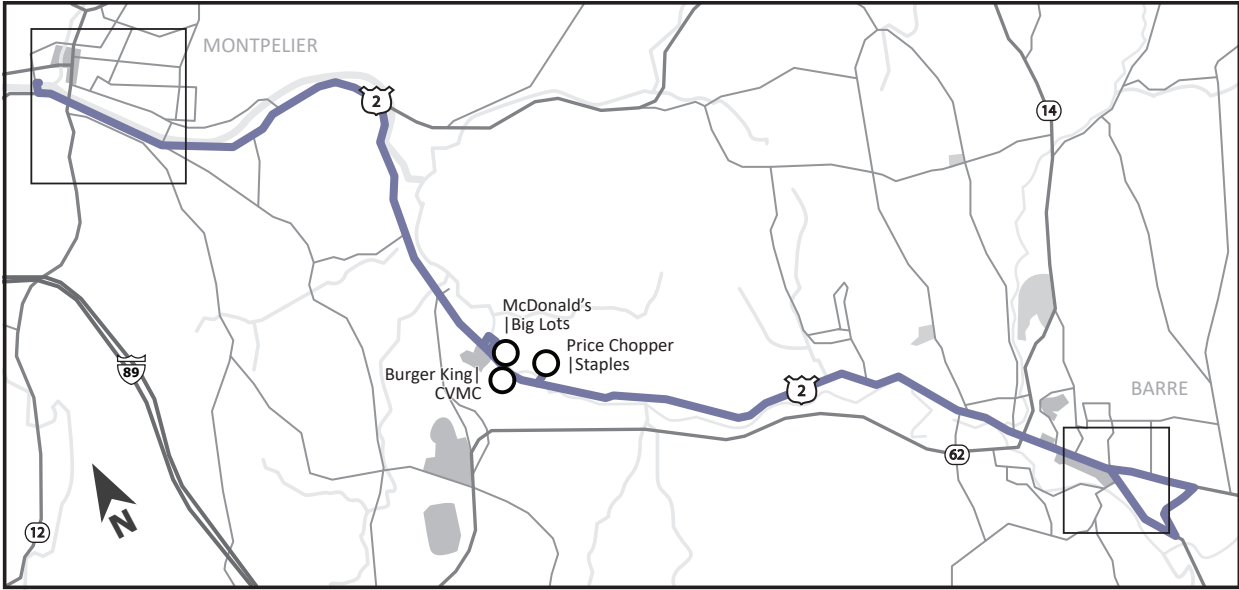 MONTPELIER
2
14
McDonald's
|Big Lots
Price Chopper
|Staples
Burger King|
CVMC
89
2
BARRE
62
12
N